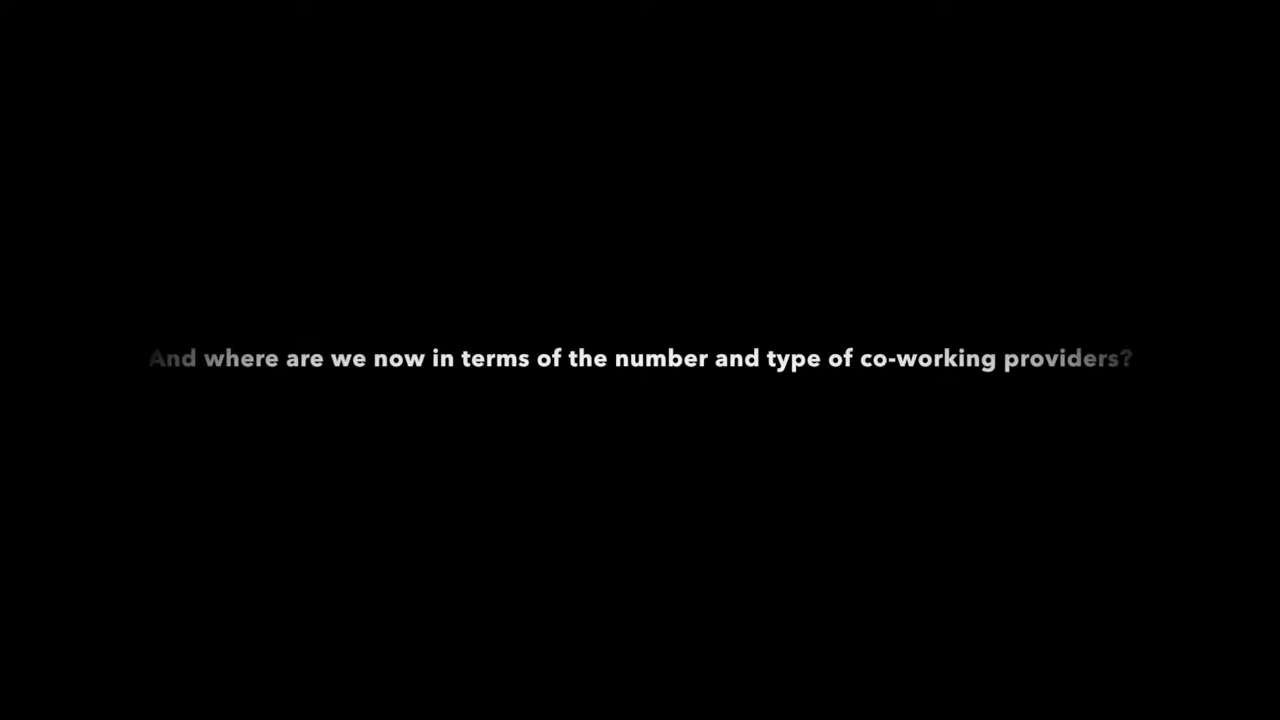 And where are we now in terms of the number and type of co-working providers?